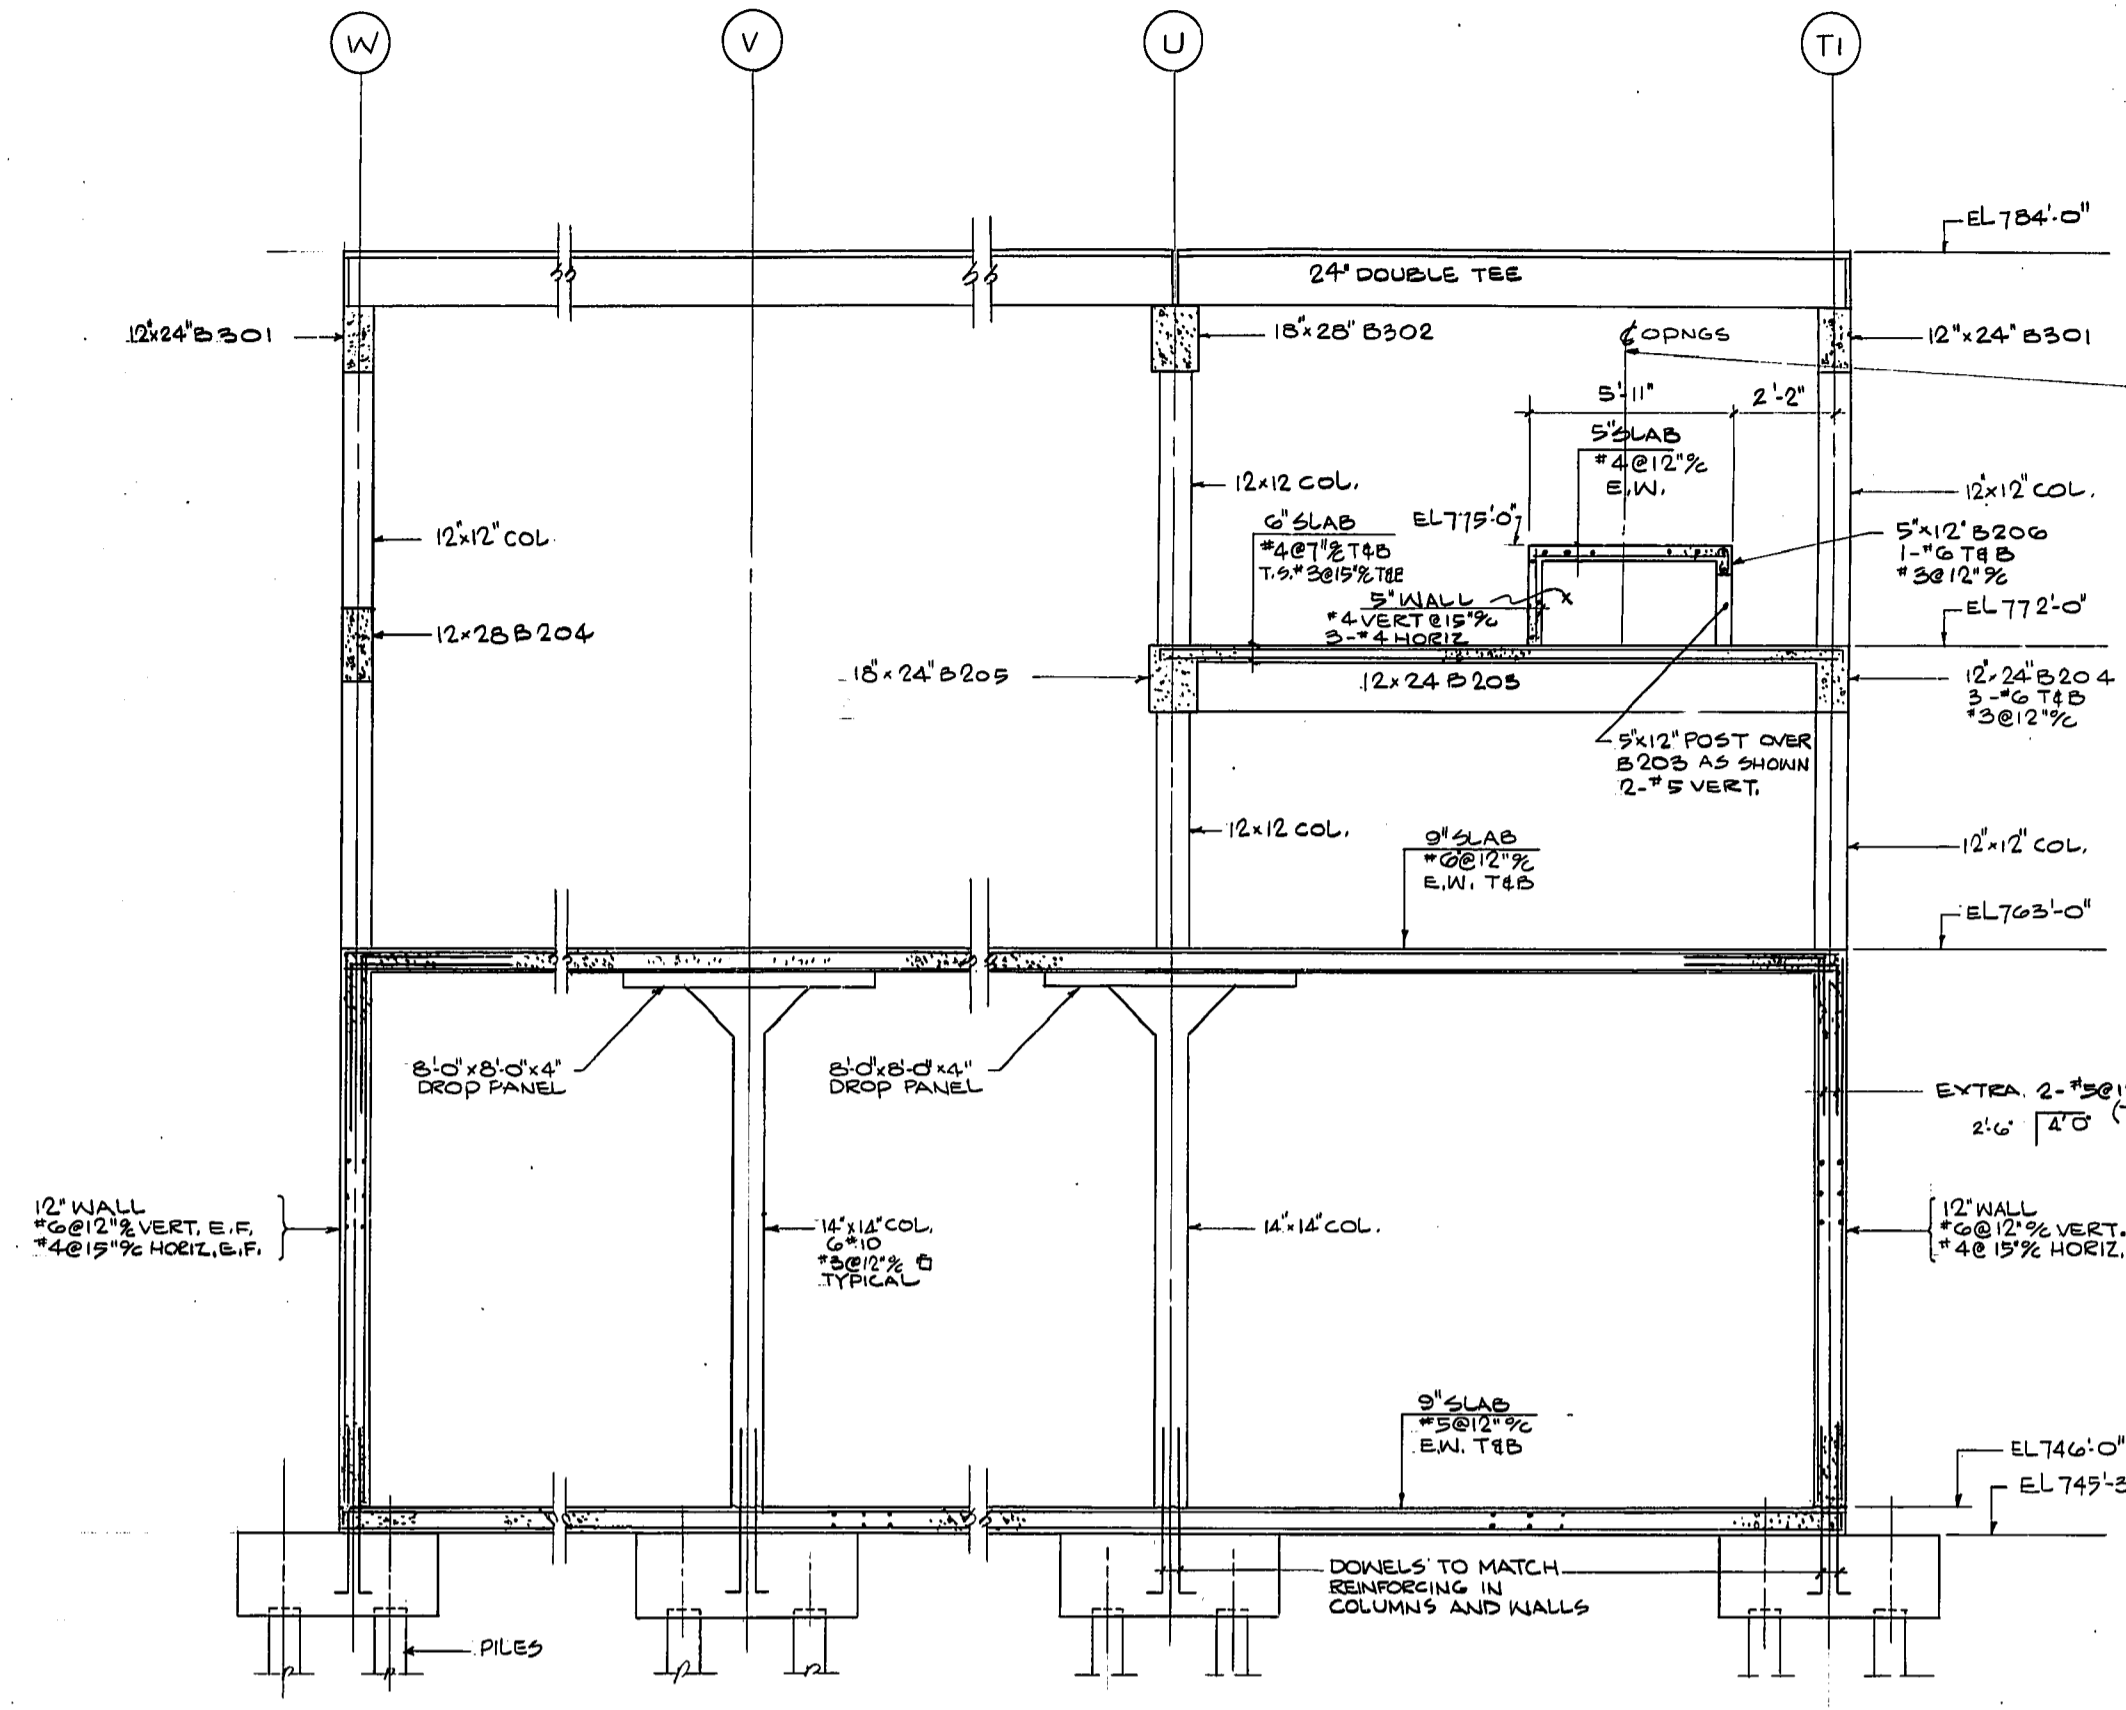 W
V
U
T1
EL 784'-0"
24" DOUBLE TEE
12"x24" B301
18"x28" B302
℄ OPNGS
12"x24" B301
5'-11"
2'-2"
5" SLAB
#4@12"%
E.W.
12x12 COL.
12"x12" COL.
6" SLAB
#4@7"% T&B
T.S. #3@15"% T&B
EL 775'-0"
5"x12" B206
1-#6 T&B
#3@12"%
12"x12" COL
5" WALL
#4 VERT@15"%
3-#4 HORIZ
EL 772'-0"
12x28 B204
18"x24" B205
12x24 B203
12"x24" B204
3-#6 T&B
#3@12"%
5"x12" POST OVER
B203 AS SHOWN
2-#5 VERT.
12x12 COL.
9" SLAB
#6@12"%
E.W. T&B
12"x12" COL.
EL 763'-0"
8'-0"x8'-0"x4"
DROP PANEL
8'-0"x8'-0"x4"
DROP PANEL
EXTRA 2-#5@1
2'-6" 4'0"
12" WALL
#6@12"% VERT. E.F.
#4@15"% HORIZ. E.F.
14"x14" COL.
6#10
#3@12"%
TYPICAL
14"x14" COL.
12" WALL
#6@12"% VERT.
#4@15"% HORIZ.
9" SLAB
#5@12"%
E.W. T&B
EL 746'-0"
EL 745'-3
DOWELS TO MATCH
REINFORCING IN
COLUMNS AND WALLS
PILES